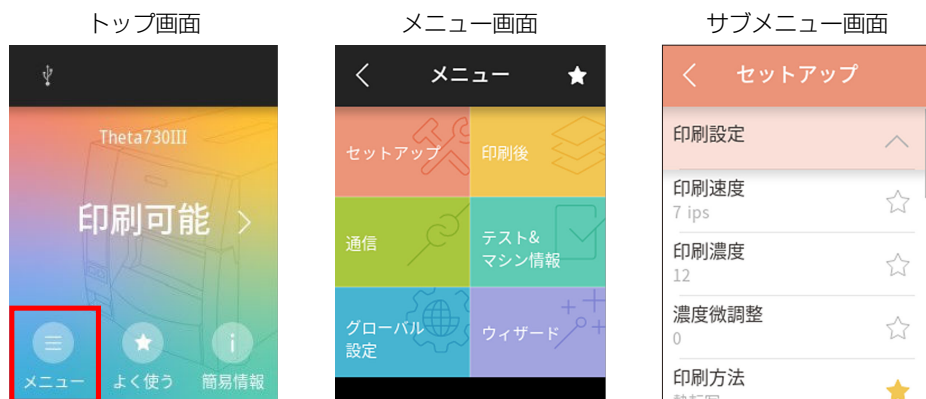 トップ画面
メニュー画面
サブメニュー画面
Theta730III
印刷可能
メニュー
よく使う
簡易情報
メニュー
セットアップ
印刷後
通信
テスト&
マシン情報
グローバル
設定
ウィザード
セットアップ
印刷設定
印刷速度
7 ips
印刷濃度
12
濃度微調整
0
印刷方法